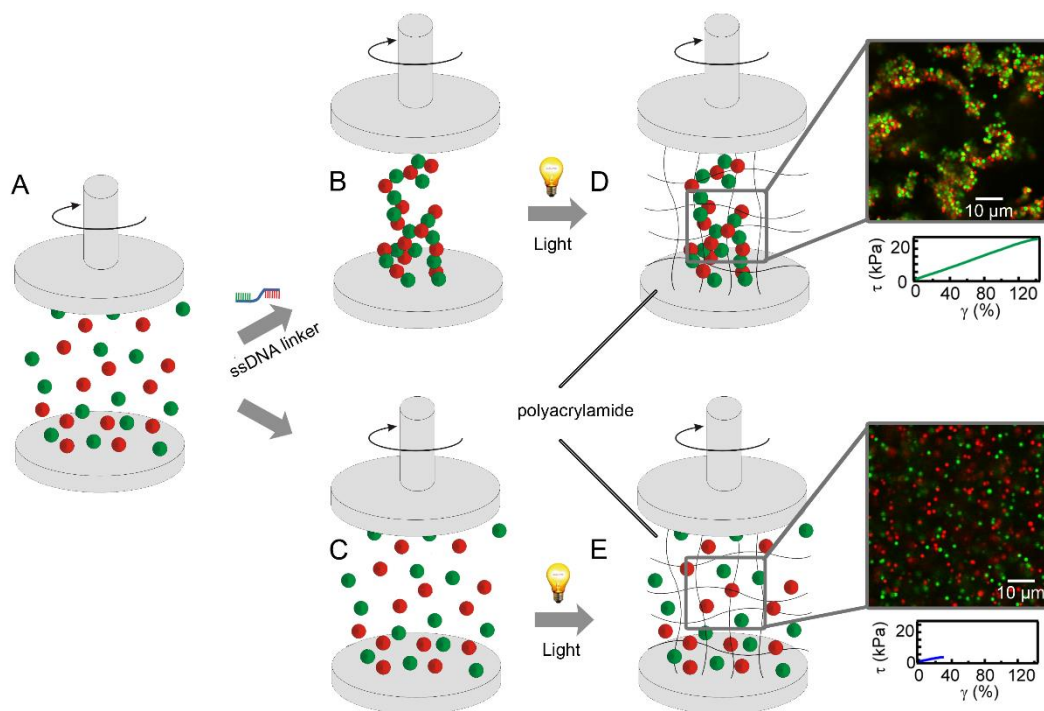 A
B
C
D
E
ssDNA linker
Light
Light
polyacrylamide
10 μm
τ (kPa)
20
0
0 40 80 120
γ (%)
10 μm
τ (kPa)
20
0
0 40 80 120
γ (%)